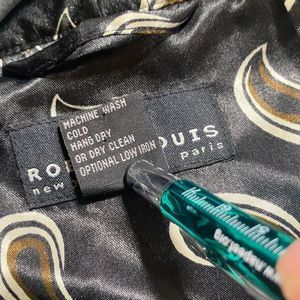 MACHINE WASH
COLD
HANG DRY
OR DRY CLEAN
OPTIONAL LOW IRON
RO
OUIS
new
paris